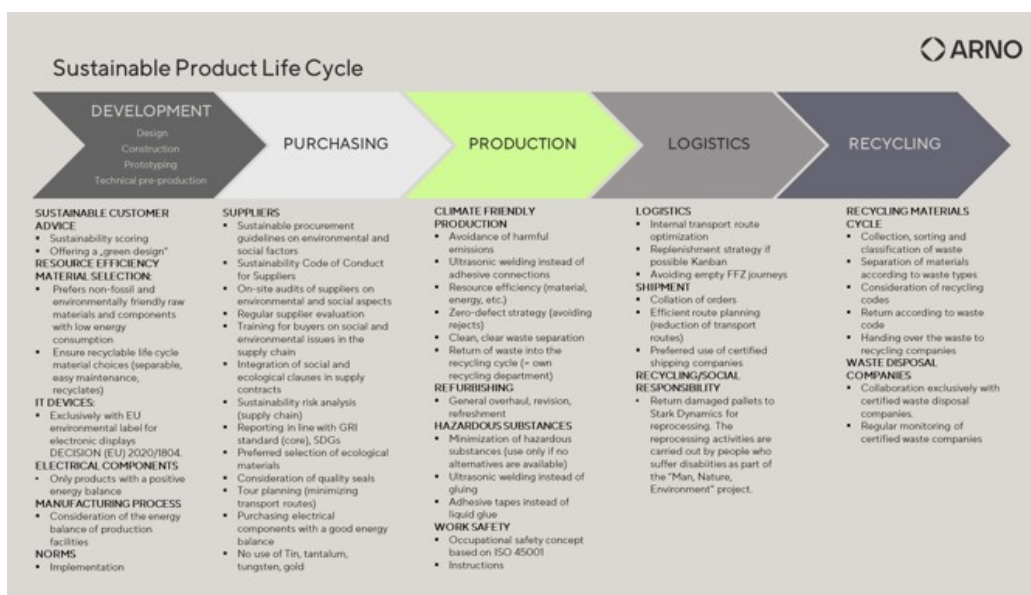 ARNO
Sustainable Product Life Cycle
DEVELOPMENT
Design
Construction
Prototyping
Technical pre-production
PURCHASING
PRODUCTION
LOGISTICS
RECYCLING
SUSTAINABLE CUSTOMER
ADVICE
▪ Sustainability scoring
▪ Offering a „green design"
RESOURCE EFFICIENCY
MATERIAL SELECTION:
▪ Prefers non-fossil and
environmentally friendly raw
materials and components
with low energy
consumption
▪ Ensure recyclable life cycle
material choices (separable,
easy maintenance,
recyclates)
IT DEVICES:
▪ Exclusively with EU
environmental label for
electronic displays
DECISION (EU) 2020/1804.
ELECTRICAL COMPONENTS
• Only products with a positive
energy balance
MANUFACTURING PROCESS
▪ Consideration of the energy
balance of production
facilities
NORMS
▪ Implementation
SUPPLIERS
▪ Sustainable procurement
guidelines on environmental and
social factors
▪ Sustainability Code of Conduct
for Suppliers
▪ On-site audits of suppliers on
environmental and social aspects
▪ Regular supplier evaluation
▪ Training for buyers on social and
environmental issues in the
supply chain
▪ Integration of social and
ecological clauses in supply
contracts
▪ Sustainability risk analysis
(supply chain)
▪ Reporting in line with GRI
standard (core), SDGs
▪ Preferred selection of ecological
materials
▪ Consideration of quality seals
▪ Tour planning (minimizing
transport routes)
▪ Purchasing electrical
components with a good energy
balance
▪ No use of Tin, tantalum,
tungsten, gold
CLIMATE FRIENDLY
PRODUCTION
▪ Avoidance of harmful
emissions
▪ Ultrasonic welding instead of
adhesive connections
▪ Resource efficiency (material,
energy, etc.)
▪ Zero-defect strategy (avoiding
rejects)
▪ Clean, clear waste separation
▪ Return of waste into the
recycling cycle (= own
recycling department)
REFURBISHING
▪ General overhaul, revision,
refreshment
HAZARDOUS SUBSTANCES
▪ Minimization of hazardous
substances (use only if no
alternatives are available)
▪ Ultrasonic welding instead of
gluing
▪ Adhesive tapes instead of
liquid glue
WORK SAFETY
▪ Occupational safety concept
based on ISO 45001
▪ Instructions
LOGISTICS
▪ Internal transport route
optimization
▪ Replenishment strategy if
possible Kanban
▪ Avoiding empty FFZ journeys
SHIPMENT
▪ Collation of orders
▪ Efficient route planning
(reduction of transport
routes)
▪ Preferred use of certified
shipping companies
RECYCLING/SOCIAL
RESPONSIBILITY
• Return damaged pallets to
Stark Dynamics for
reprocessing. The
reprocessing activities are
carried out by people who
suffer disabilities as part of
the "Man, Nature,
Environment" project.
RECYCLING MATERIALS
CYCLE
▪ Collection, sorting and
classification of waste
▪ Separation of materials
according to waste types
▪ Consideration of recycling
codes
▪ Return according to waste
code
▪ Handing over the waste to
recycling companies
WASTE DISPOSAL
COMPANIES
▪ Collaboration exclusively with
certified waste disposal
companies.
▪ Regular monitoring of
certified waste companies